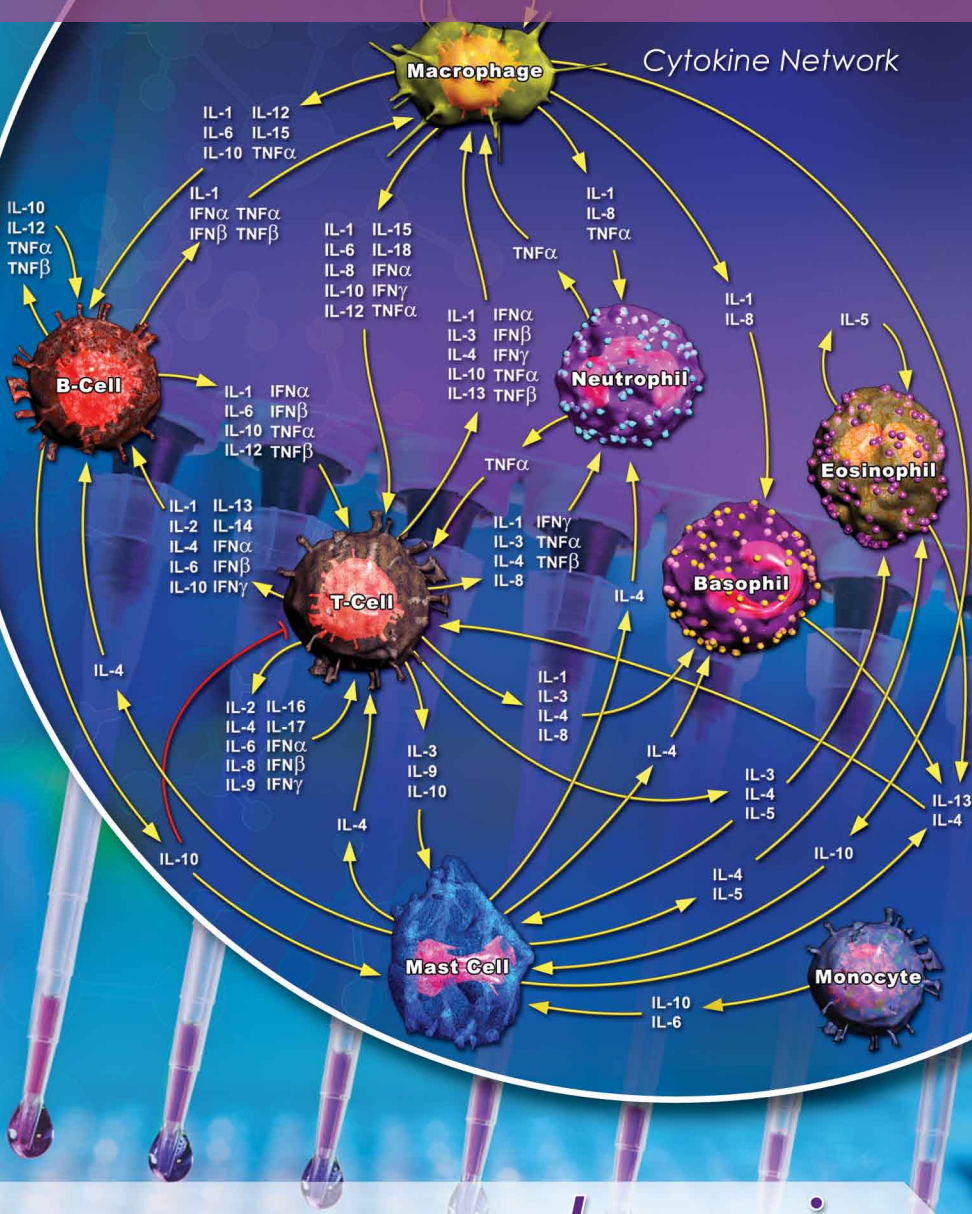 Cytokine Network
Macrophage
IL-1 IL-12
IL-6 IL-15
IL-10 TNFα
IL-1
IFNα TNFα
IFNβ TNFβ
IL-10
IL-12
TNFα
TNFβ
IL-1 IL-15
IL-6 IL-18
IL-8 IFNα
IL-10 IFNγ
IL-12 TNFα
IL-1
IL-8
TNFα
TNFα
IL-1 IFNα
IL-3 IFNβ
IL-4 IFNγ
IL-10 TNFα
IL-13 TNFβ
IL-1
IL-8
IL-5
B-Cell
Neutrophil
IL-1 IFNα
IL-6 IFNβ
IL-10 TNFα
IL-12 TNFβ
TNFα
Eosinophil
IL-1 IL-13
IL-2 IL-14
IL-4 IFNα
IL-6 IFNβ
IL-10 IFNγ
IL-1 IFNγ
IL-3 TNFα
IL-4 TNFβ
IL-8
T-Cell
IL-4
Basophil
IL-4
IL-2 IL-16
IL-4 IL-17
IL-6 IFNα
IL-8 IFNβ
IL-9 IFNγ
IL-3
IL-9
IL-10
IL-1
IL-3
IL-4
IL-8
IL-4
IL-3
IL-4
IL-5
IL-13
IL-4
IL-4
IL-10
IL-4
IL-5
IL-10
Mast Cell
Monocyte
IL-10
IL-6